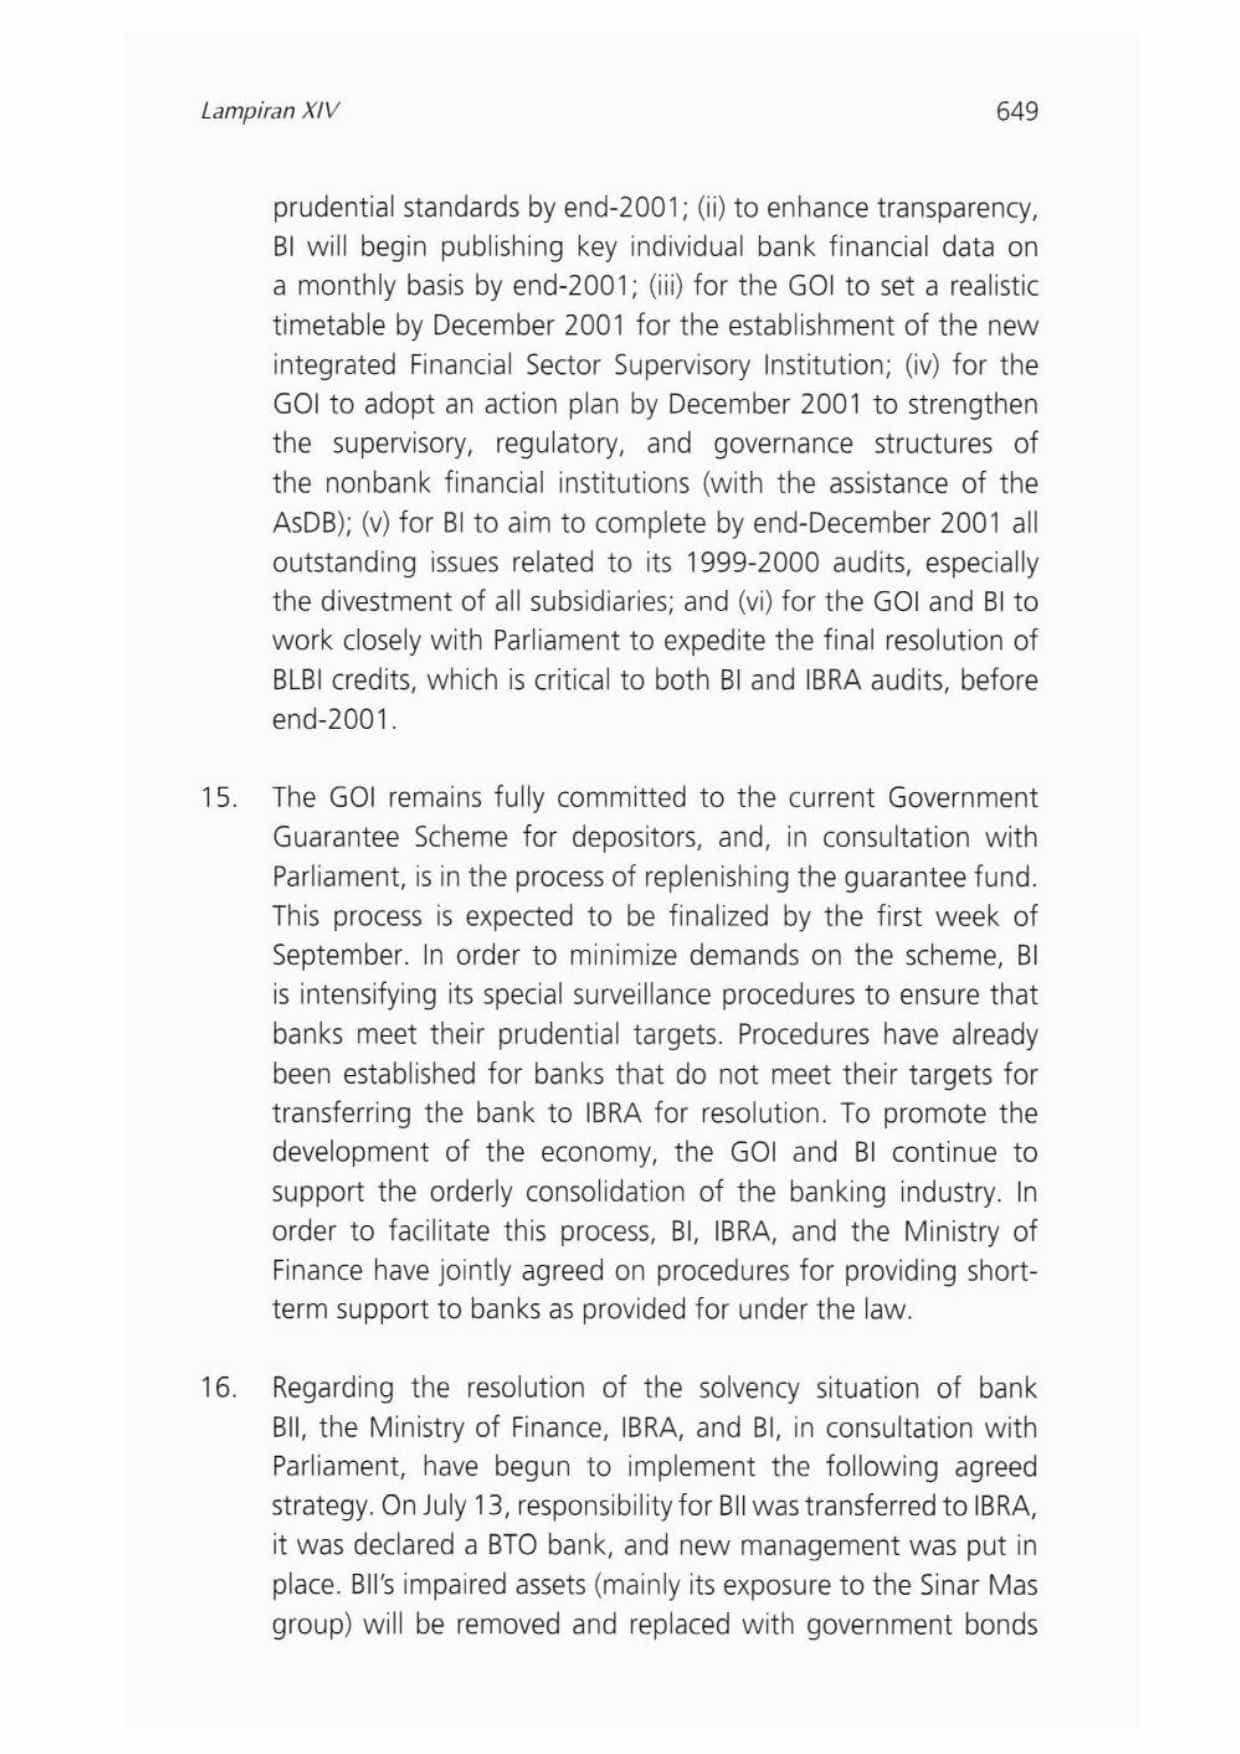 Lampiran XIV 649
prudential standards by end-2001; (ii) to enhance transparency,
BI will begin publishing key individual bank financial data on
a monthly basis by end-2001; (iii) for the GOI to set a realistic
timetable by December 2001 for the establishment of the new
integrated Financial Sector Supervisory Institution; (iv) for the
GOI to adopt an action plan by December 2001 to strengthen
the supervisory, regulatory, and governance structures of
the nonbank financial institutions (with the assistance of the
AsDB); (v) for BI to aim to complete by end-December 2001 all
outstanding issues related to its 1999-2000 audits, especially
the divestment of all subsidiaries; and (vi) for the GOI and BI to
work closely with Parliament to expedite the final resolution of
BLBI credits, which is critical to both BI and IBRA audits, before
end-2001.
15. The GOI remains fully committed to the current Government
Guarantee Scheme for depositors, and, in consultation with
Parliament, is in the process of replenishing the guarantee fund.
This process is expected to be finalized by the first week of
September. In order to minimize demands on the scheme, BI
is intensifying its special surveillance procedures to ensure that
banks meet their prudential targets. Procedures have already
been established for banks that do not meet their targets for
transferring the bank to IBRA for resolution. To promote the
development of the economy, the GOI and BI continue to
support the orderly consolidation of the banking industry. In
order to facilitate this process, BI, IBRA, and the Ministry of
Finance have jointly agreed on procedures for providing short-
term support to banks as provided for under the law.
16. Regarding the resolution of the solvency situation of bank
BII, the Ministry of Finance, IBRA, and BI, in consultation with
Parliament, have begun to implement the following agreed
strategy. On July 13, responsibility for BII was transferred to IBRA,
it was declared a BTO bank, and new management was put in
place. BII's impaired assets (mainly its exposure to the Sinar Mas
group) will be removed and replaced with government bonds